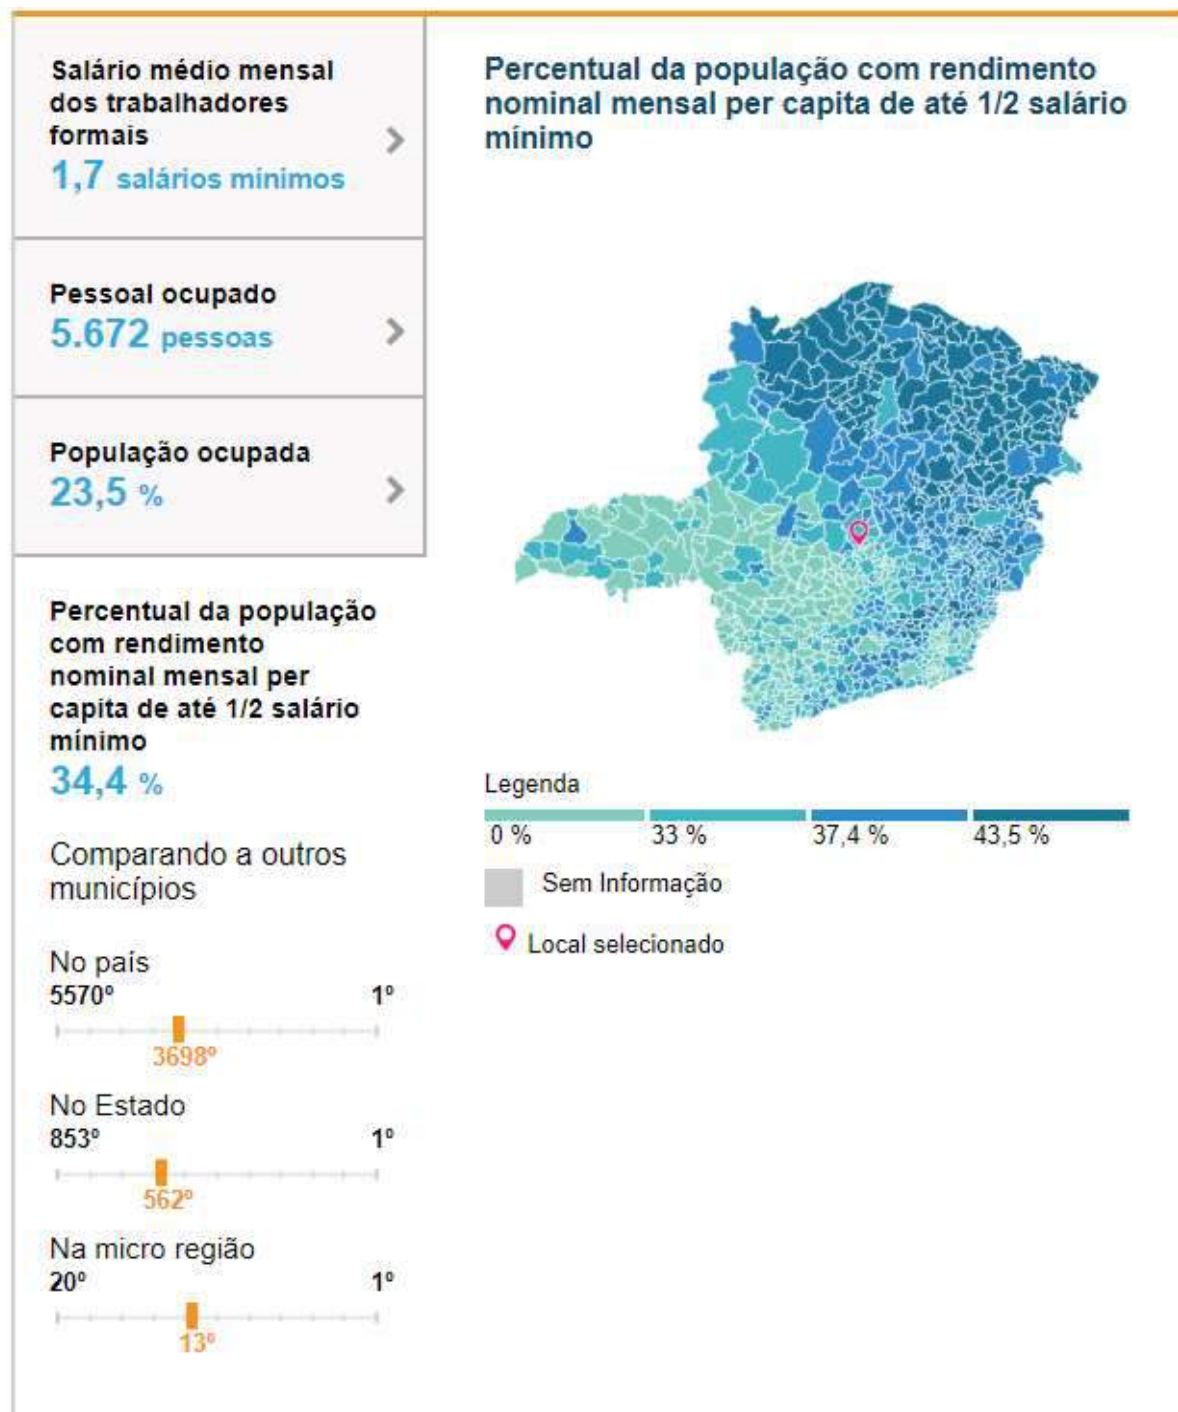 Salário médio mensal
dos trabalhadores
formais
1,7 salários mínimos
Pessoal ocupado
5.672 pessoas
População ocupada
23,5 %
Percentual da população
com rendimento
nominal mensal per
capita de até 1/2 salário
mínimo
34,4 %
Comparando a outros
municípios
No país
5570º 1º
3698º
No Estado
853º 1º
562º
Na micro região
20º 1º
13º
Percentual da população com rendimento
nominal mensal per capita de até 1/2 salário
mínimo
Legenda
0 % 33 % 37,4 % 43,5 %
Sem Informação
Local selecionado